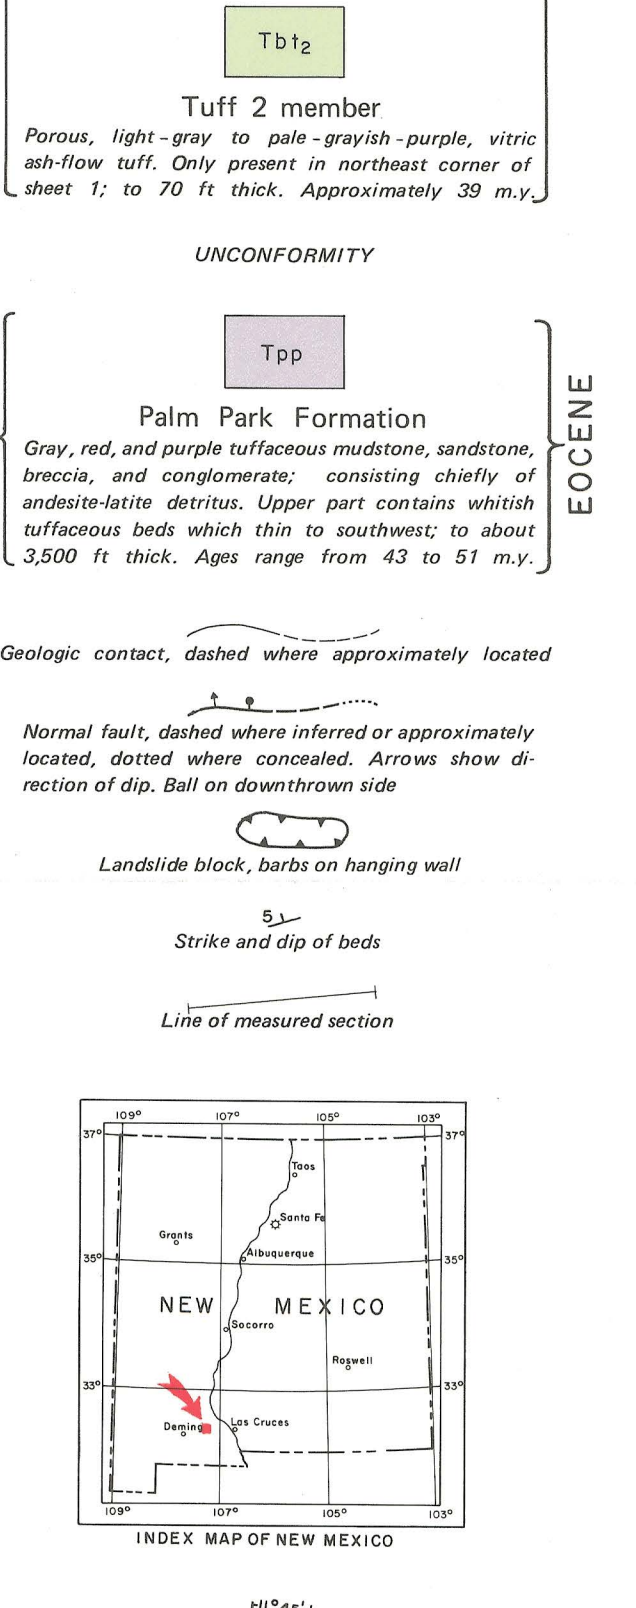 Tbt2
Tuff 2 member
Porous, light-gray to pale-grayish-purple, vitric
ash-flow tuff. Only present in northeast corner of
sheet 1; to 70 ft thick. Approximately 39 m.y.
UNCONFORMITY
Tpp
Palm Park Formation
Gray, red, and purple tuffaceous mudstone, sandstone,
breccia, and conglomerate; consisting chiefly of
andesite-latite detritus. Upper part contains whitish
tuffaceous beds which thin to southwest; to about
3,500 ft thick. Ages range from 43 to 51 m.y.
EOCENE
Geologic contact, dashed where approximately located
Normal fault, dashed where inferred or approximately
located, dotted where concealed. Arrows show di-
rection of dip. Ball on downthrown side
Landslide block, barbs on hanging wall
5
Strike and dip of beds
Line of measured section
109° 107° 105° 103°
37° 37°
Taos
Santa Fe
Grants
Albuquerque
35° 35°
NEW MEXICO
Socorro
Roswell
33° 33°
Deming Las Cruces
109° 107° 105° 103°
INDEX MAP OF NEW MEXICO